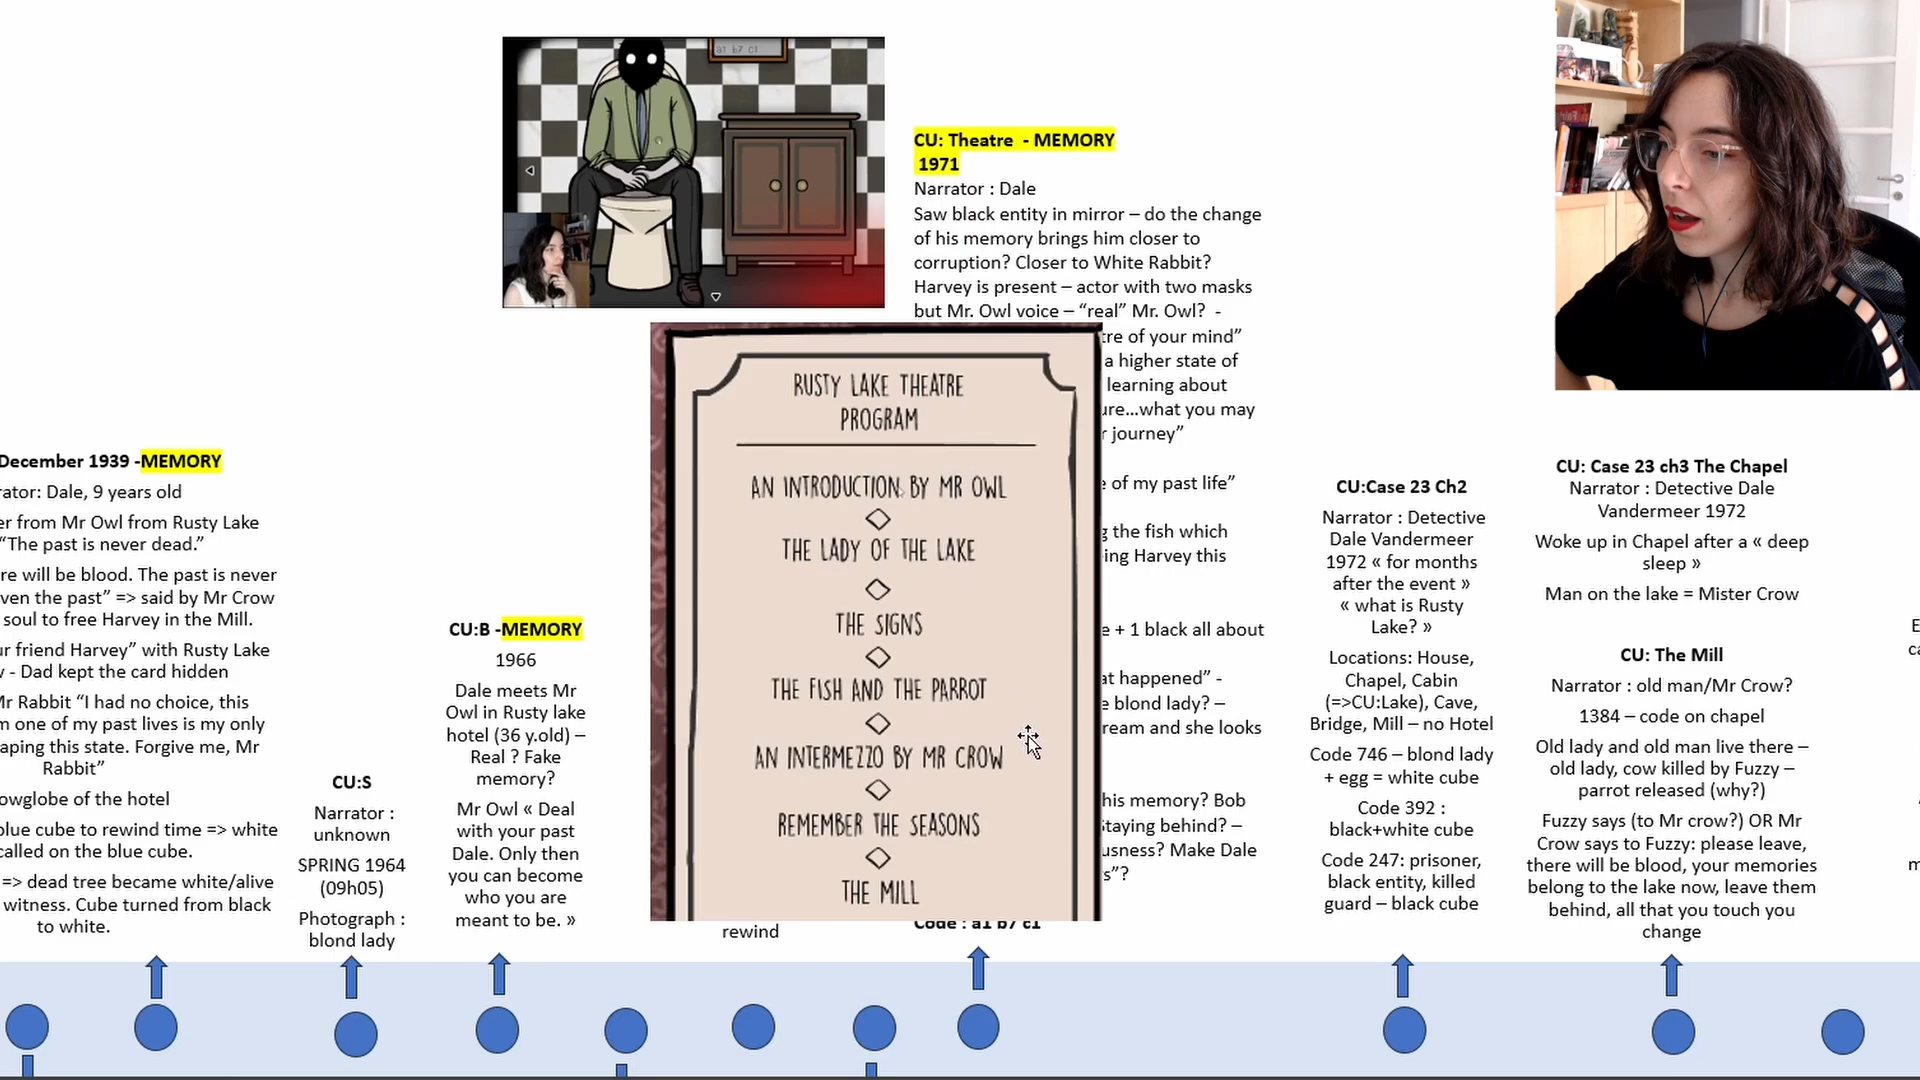 a1 b7 c1
CU: Theatre - MEMORY
1971
Narrator : Dale
Saw black entity in mirror – do the change
of his memory brings him closer to
corruption? Closer to White Rabbit?
Harvey is present – actor with two masks
but Mr. Owl voice – “real” Mr. Owl? -
tre of your mind”
a higher state of
learning about
ure...what you may
r journey”
e of my past life”
g the fish which
ing Harvey this
e + 1 black all about
at happened” -
e blond lady? –
ream and she looks
his memory? Bob
Staying behind? –
usness? Make Dale
s”?
Code : a1 b7 c1
RUSTY LAKE THEATRE
PROGRAM
AN INTRODUCTION BY MR OWL
THE LADY OF THE LAKE
THE SIGNS
THE FISH AND THE PARROT
AN INTERMEZZO BY MR CROW
REMEMBER THE SEASONS
THE MILL
rewind
December 1939 -MEMORY
rator: Dale, 9 years old
er from Mr Owl from Rusty Lake
“The past is never dead.”
re will be blood. The past is never
ven the past” => said by Mr Crow
soul to free Harvey in the Mill.
ur friend Harvey” with Rusty Lake
- Dad kept the card hidden
Mr Rabbit “I had no choice, this
m one of my past lives is my only
aping this state. Forgive me, Mr
Rabbit”
owglobe of the hotel
blue cube to rewind time => white
called on the blue cube.
=> dead tree became white/alive
witness. Cube turned from black
to white.
CU:S
Narrator :
unknown
SPRING 1964
(09h05)
Photograph :
blond lady
CU:B -MEMORY
1966
Dale meets Mr
Owl in Rusty lake
hotel (36 y.old) –
Real ? Fake
memory?
Mr Owl « Deal
with your past
Dale. Only then
you can become
who you are
meant to be. »
CU:Case 23 Ch2
Narrator : Detective
Dale Vandermeer
1972 « for months
after the event »
« what is Rusty
Lake? »
Locations: House,
Chapel, Cabin
(=>CU:Lake), Cave,
Bridge, Mill – no Hotel
Code 746 – blond lady
+ egg = white cube
Code 392 :
black+white cube
Code 247: prisoner,
black entity, killed
guard – black cube
CU: Case 23 ch3 The Chapel
Narrator : Detective Dale
Vandermeer 1972
Woke up in Chapel after a « deep
sleep »
Man on the lake = Mister Crow
CU: The Mill
Narrator : old man/Mr Crow?
1384 – code on chapel
Old lady and old man live there –
old lady, cow killed by Fuzzy –
parrot released (why?)
Fuzzy says (to Mr crow?) OR Mr
Crow says to Fuzzy: please leave,
there will be blood, your memories
belong to the lake now, leave them
behind, all that you touch you
change